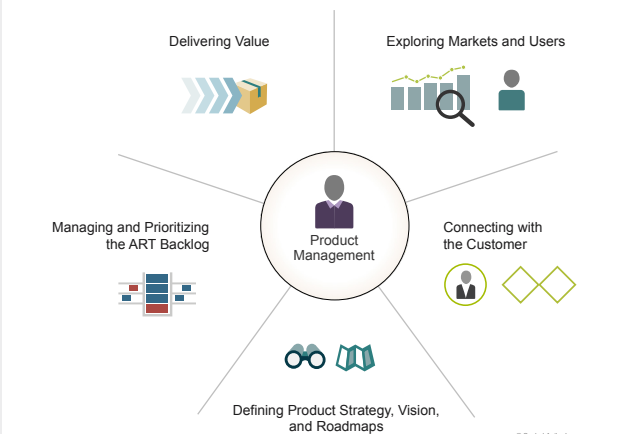 Delivering Value
Exploring Markets and Users
Product
Management
Managing and Prioritizing
the ART Backlog
Connecting with
the Customer
Defining Product Strategy, Vision,
and Roadmaps